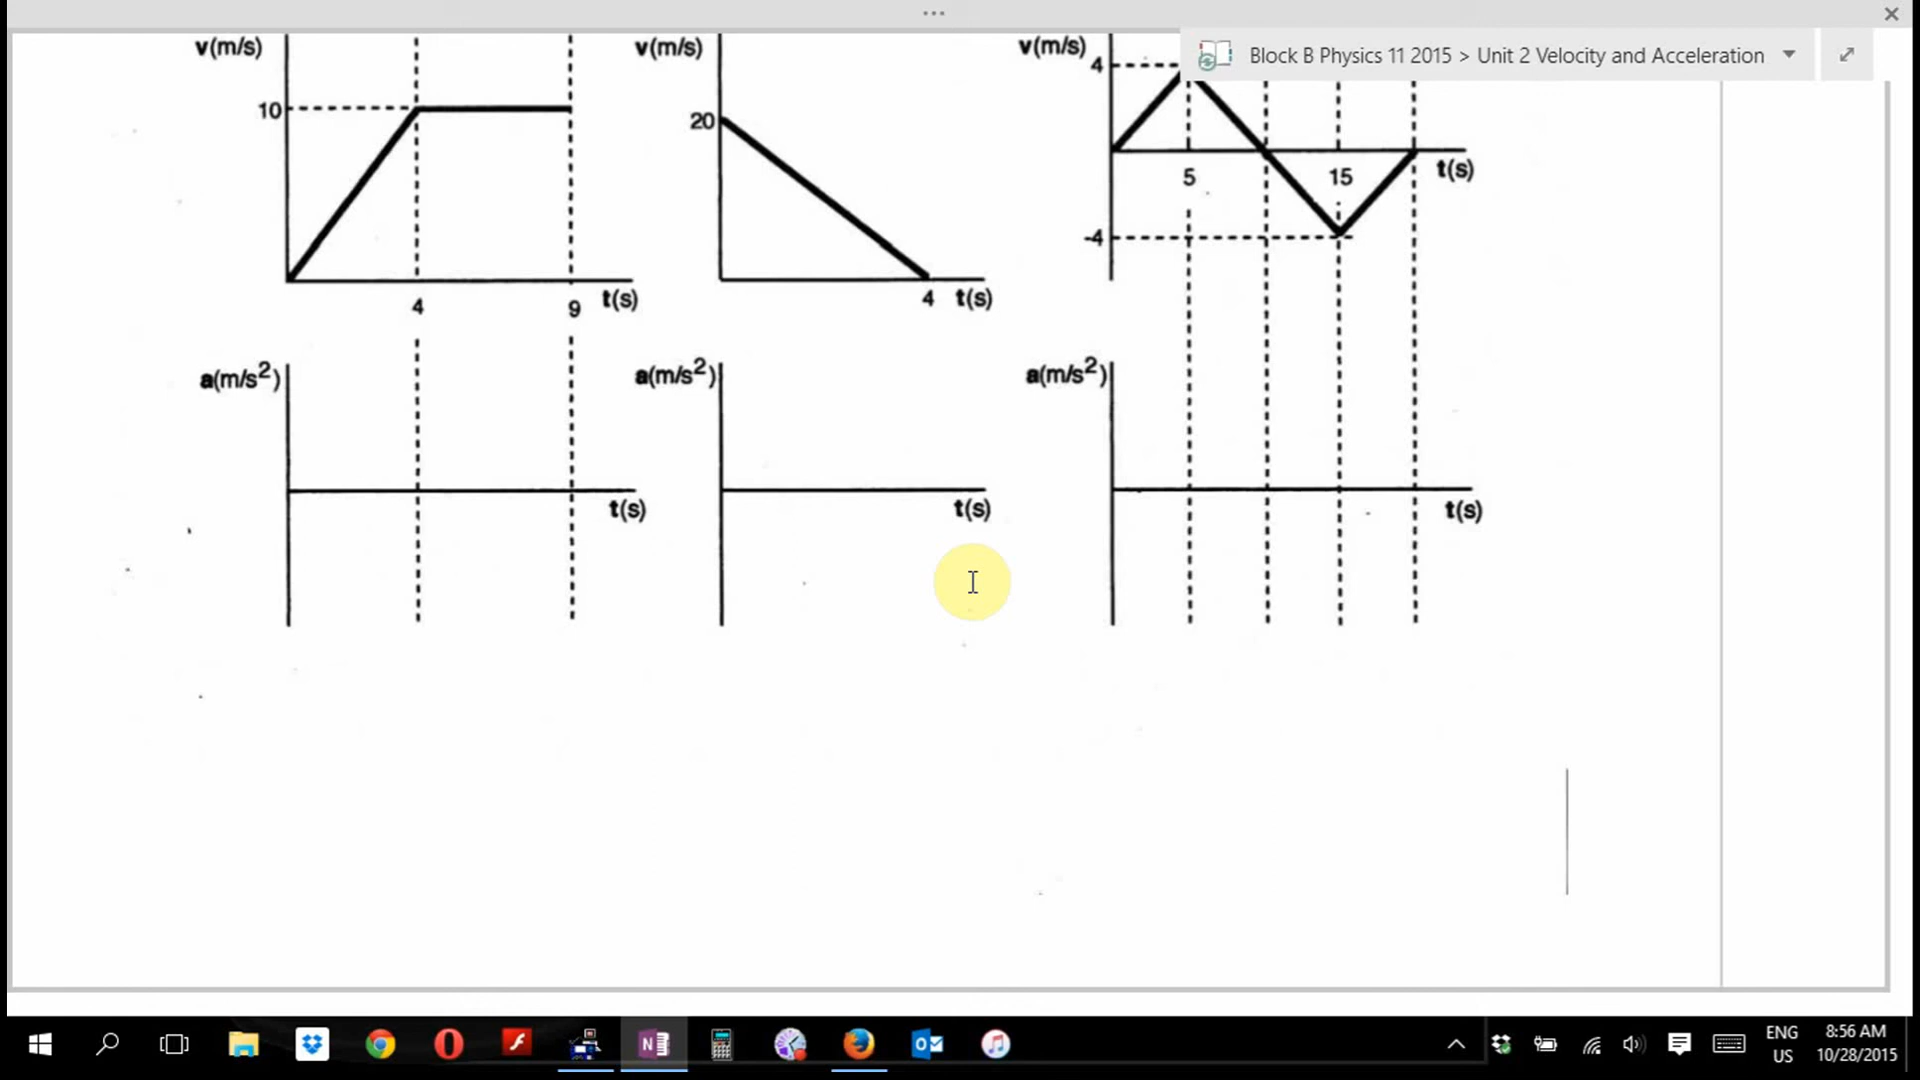 ...
Block B Physics 11 2015 > Unit 2 Velocity and Acceleration
v(m/s)
10
4
9
t(s)
v(m/s)
20
4
t(s)
v(m/s)
4
5
15
t(s)
-4
a(m/s²)
t(s)
a(m/s²)
t(s)
a(m/s²)
t(s)
N
ENG
US
8:56 AM
10/28/2015